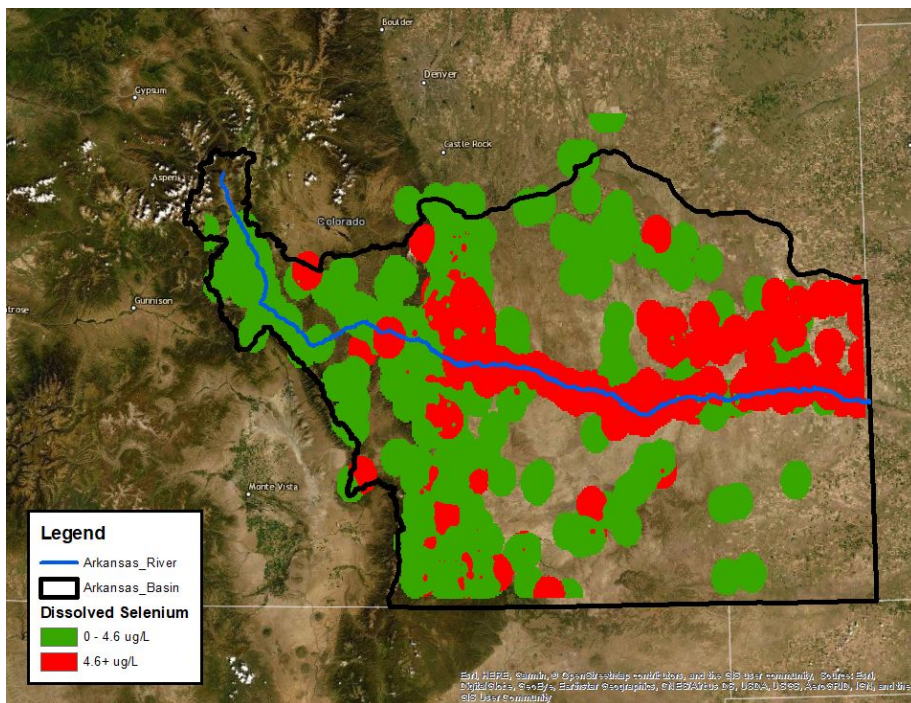 Boulder
Gypsum
Denver
Castle Rock
Aspen
Colorado
Gunnison
trose
Monte Vista
Legend
Arkansas_River
Arkansas_Basin
Dissolved Selenium
0 - 4.6 ug/L
4.6+ ug/L
Esri, HERE, Garmin, © OpenStreetMap contributors, and the GIS user community, Source: Esri,
DigitalGlobe, GeoEye, Earthstar Geographics, CNES/Airbus DS, USDA, USGS, AeroGRID, IGN, and the
GIS User Community